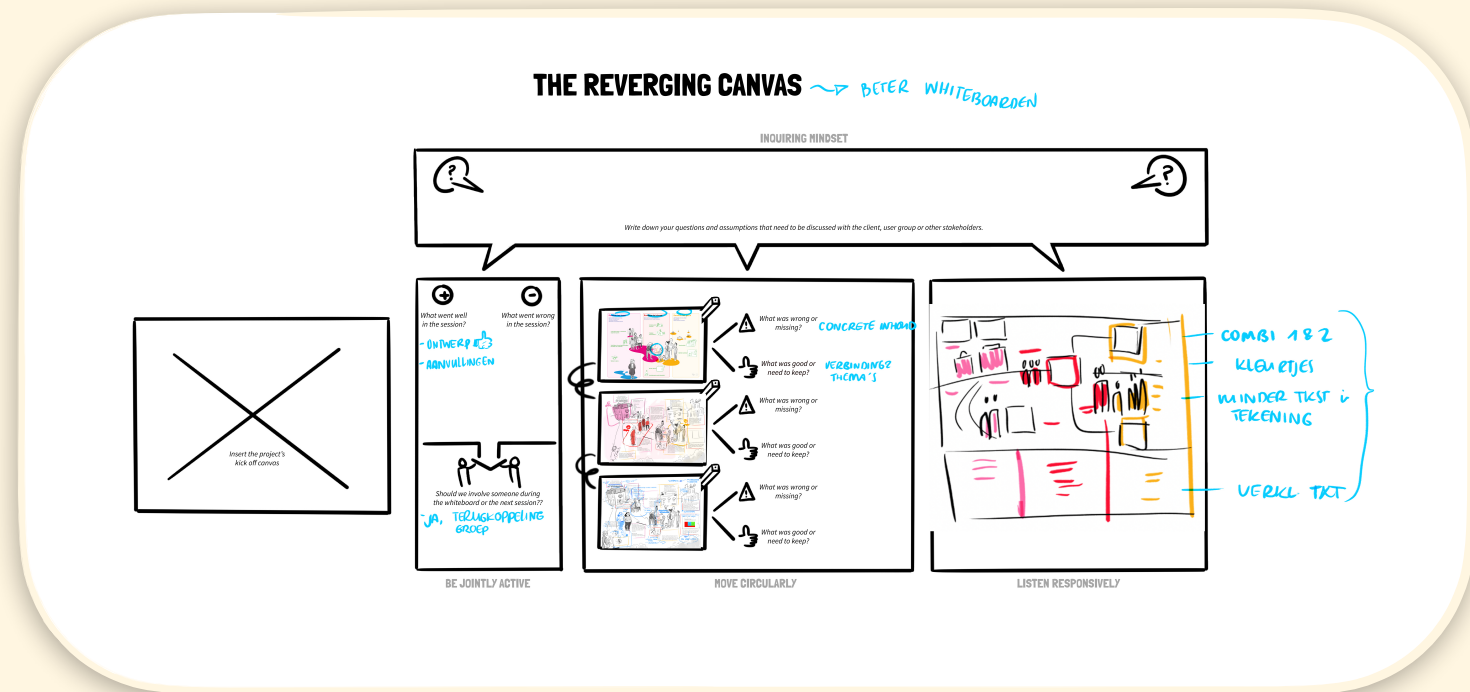 THE REVERGING CANVAS
BETER WHITEBOARDEN
INQUIRING MINDSET
?
?
Write down your questions and assumptions that need to be discussed with the client, user group or other stakeholders.
Insert the project's
kick off canvas
What went well
in the session?
What went wrong
in the session?
- ONTWERP
- AANVULLINGEN
Should we involve someone during
the whiteboard or the next session??
- JA, TERUGKOPPELING
GROEP
BE JOINTLY ACTIVE
What was wrong or
missing?
CONCRETE INHOUD
What was good or
need to keep?
VERBINDING?
THEMA'S
What was wrong or
missing?
What was good or
need to keep?
What was wrong or
missing?
What was good or
need to keep?
MOVE CIRCULARLY
COMBI 1&2
KLEURTJES
MINDER TKST i
TEKENING
VERKL. TKT
LISTEN RESPONSIVELY